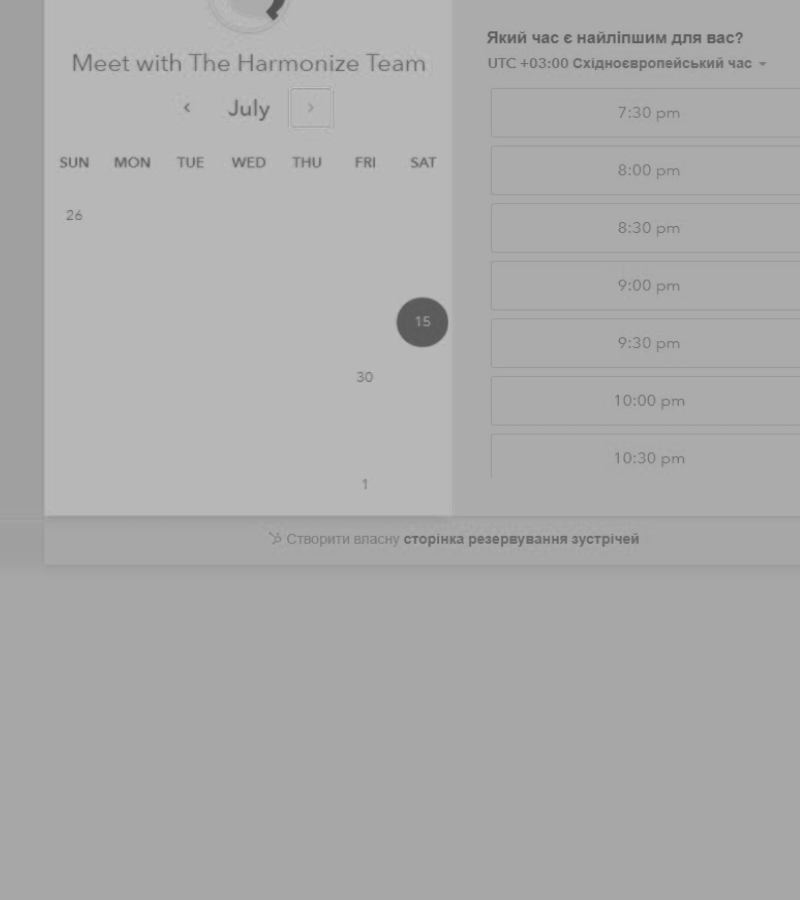 Meet with The Harmonize Team
July
SUN MON TUE WED THU FRI SAT
26
15
30
1
Який час є найліпшим для вас?
UTC +03:00 Східноєвропейський час
7:30 pm
8:00 pm
8:30 pm
9:00 pm
9:30 pm
10:00 pm
10:30 pm
Створити власну сторінка резервування зустрічей